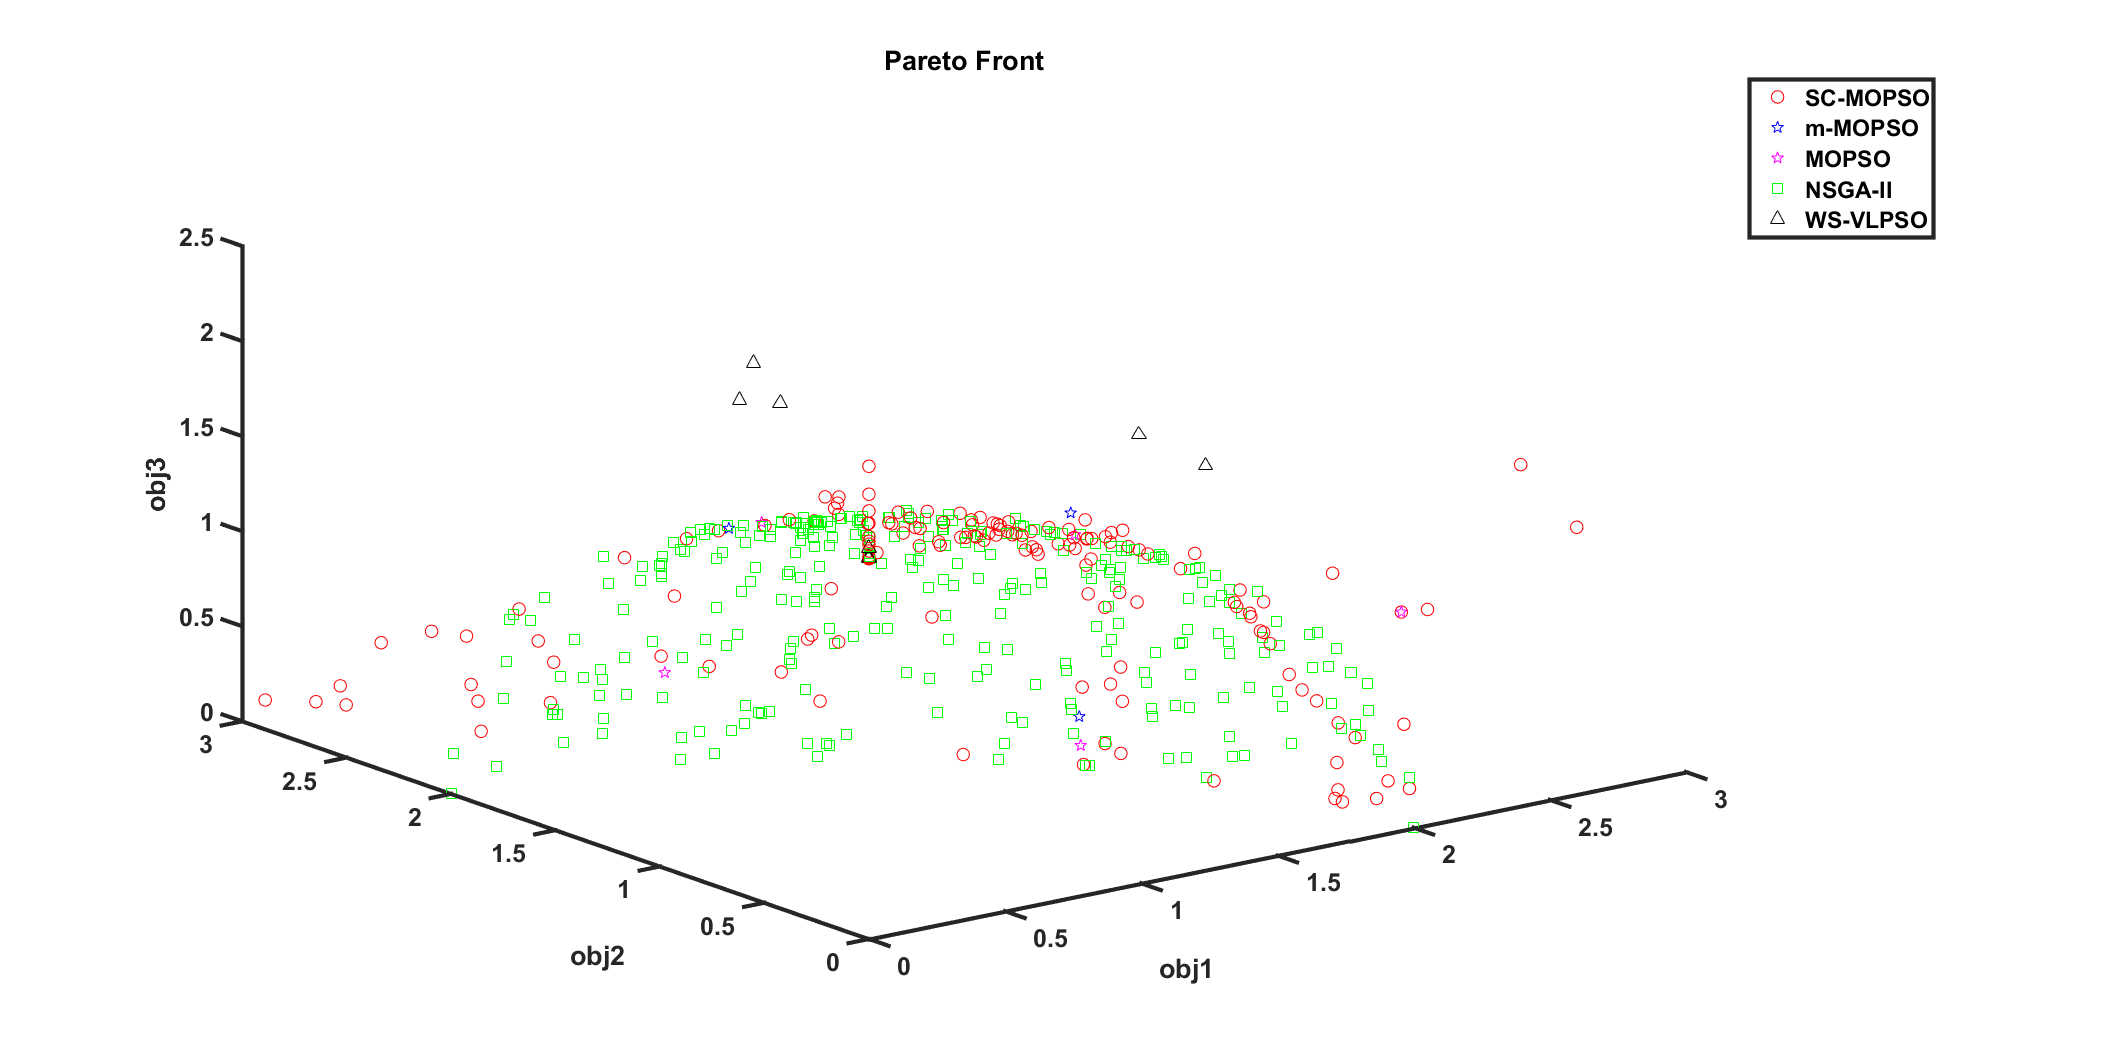 Pareto Front
SC-MOPSO
m-MOPSO
MOPSO
NSGA-II
WS-VLPSO
2.5
2
1.5
1
0.5
0
obj3
3
2.5
2
1.5
1
0.5
0
obj2
0
0.5
1
1.5
2
2.5
3
obj1